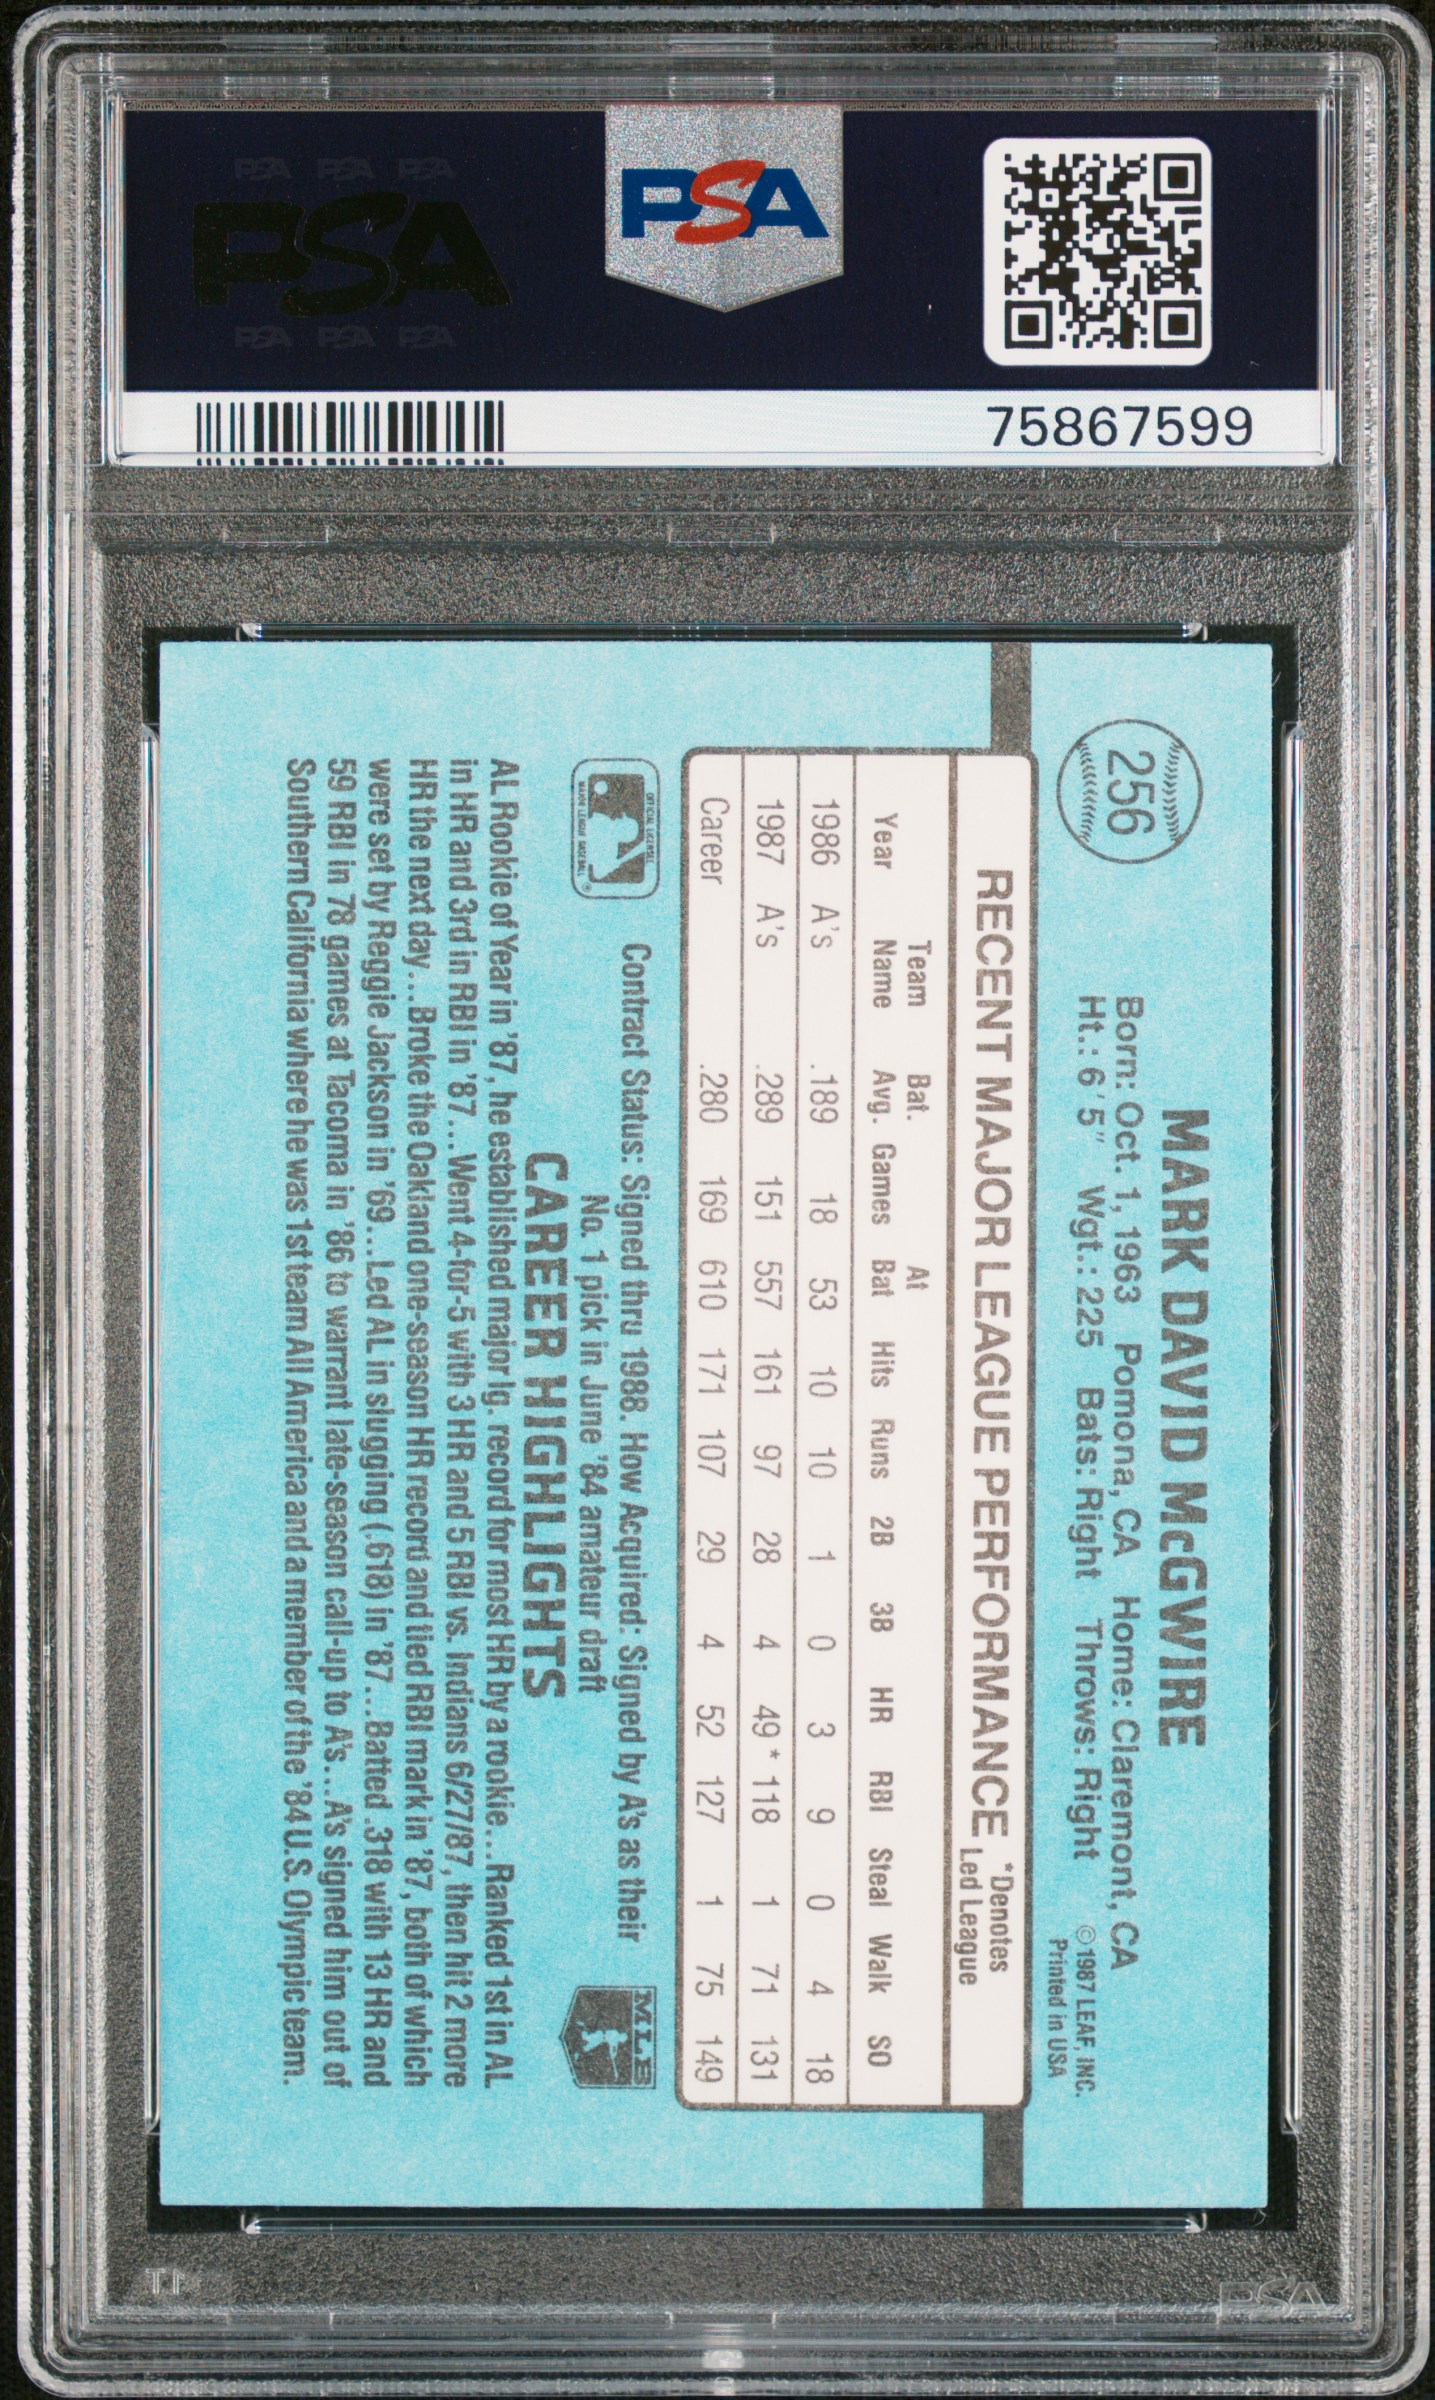 PSA PSA PSA
PSA
PSA PSA PSA
PSA
75867599
256
MARK DAVID McGWIRE
Born: Oct. 1, 1963 Pomona, CA Home: Claremont, CA
Ht.: 6'5" Wgt.: 225 Bats: Right Throws: Right
©1987 LEAF, INC.
Printed in USA
RECENT MAJOR LEAGUE PERFORMANCE
*Denotes
Led League
Team Bat. At
Year Name Avg. Games Bat Hits Runs 2B 3B HR RBI Steal Walk SO
1986 A's .189 18 53 10 10 1 0 3 9 0 4 18
1987 A's .289 151 557 161 97 28 4 49* 118 1 71 131
Career .280 169 610 171 107 29 4 52 127 1 75 149
OFFICIAL LICENSEE
MAJOR LEAGUE BASEBALL ®
Contract Status: Signed thru 1988. How Acquired: Signed by A's as their
No. 1 pick in June '84 amateur draft
MLB
CAREER HIGHLIGHTS
AL Rookie of Year in '87, he established major lg. record for most HR by a rookie...Ranked 1st in AL
in HR and 3rd in RBI in '87...Went 4-for-5 with 3 HR and 5 RBI vs. Indians 6/27/87, then hit 2 more
HR the next day...Broke the Oakland one-season HR record and tied RBI mark in '87, both of which
were set by Reggie Jackson in '69...Led AL in slugging (.618) in '87...Batted .318 with 13 HR and
59 RBI in 78 games at Tacoma in '86 to warrant late-season call-up to A's...A's signed him out of
Southern California where he was 1st team All America and a member of the '84 U.S. Olympic team.
PSA